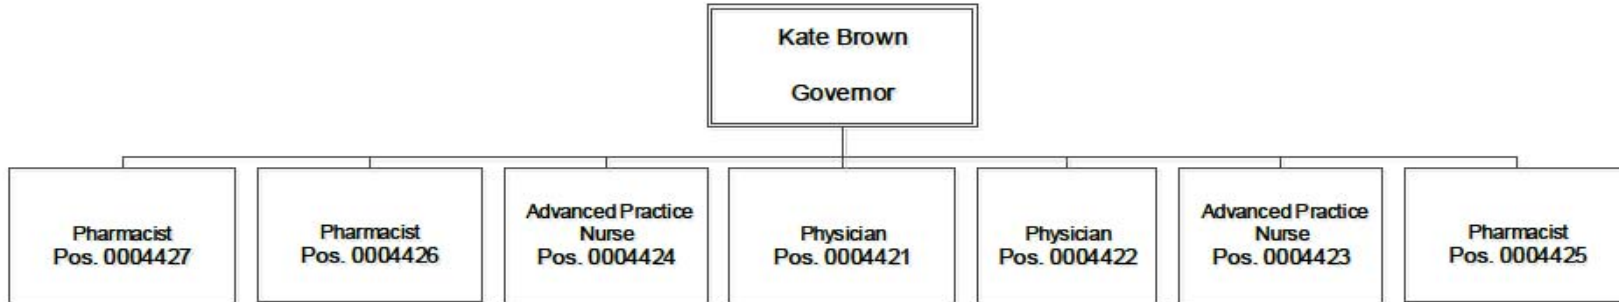 Kate Brown
Governor
Pharmacist
Pos. 0004427
Pharmacist
Pos. 0004426
Advanced Practice
Nurse
Pos. 0004424
Physician
Pos. 0004421
Physician
Pos. 0004422
Advanced Practice
Nurse
Pos. 0004423
Pharmacist
Pos. 0004425